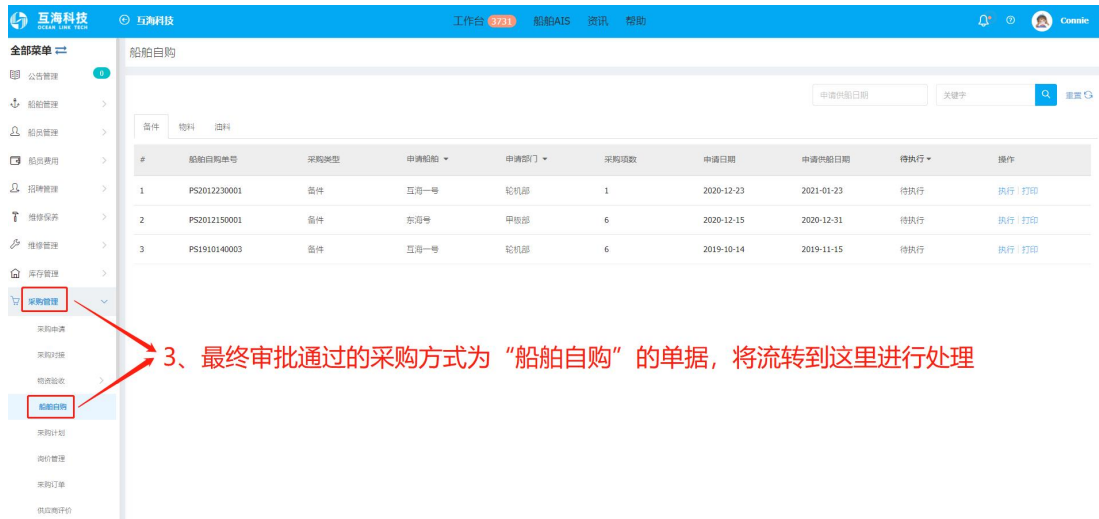 互海科技
OCEAN LINK TECH
互海科技
工作台 3731 船舶AIS 资讯 帮助
Connie
全部菜单
船舶自购
公告管理 0
船舶管理
船员管理
船员费用
招聘管理
维修保养
维修管理
库存管理
采购管理
采购申请
采购对接
物资验收
船舶自购
采购计划
询价管理
采购订单
供应商评价
申请供船日期 关键字 重置
备件 物料 油料
# 船舶自购单号 采购类型 申请船舶 申请部门 采购项数 申请日期 申请供船日期 待执行 操作
1 PS2012230001 备件 互海一号 轮机部 1 2020-12-23 2021-01-23 待执行 执行 打印
2 PS2012150001 备件 东海号 甲板部 6 2020-12-15 2020-12-31 待执行 执行 打印
3 PS1910140003 备件 互海一号 轮机部 6 2019-10-14 2019-11-15 待执行 执行 打印
3、最终审批通过的采购方式为“船舶自购”的单据，将流转到这里进行处理